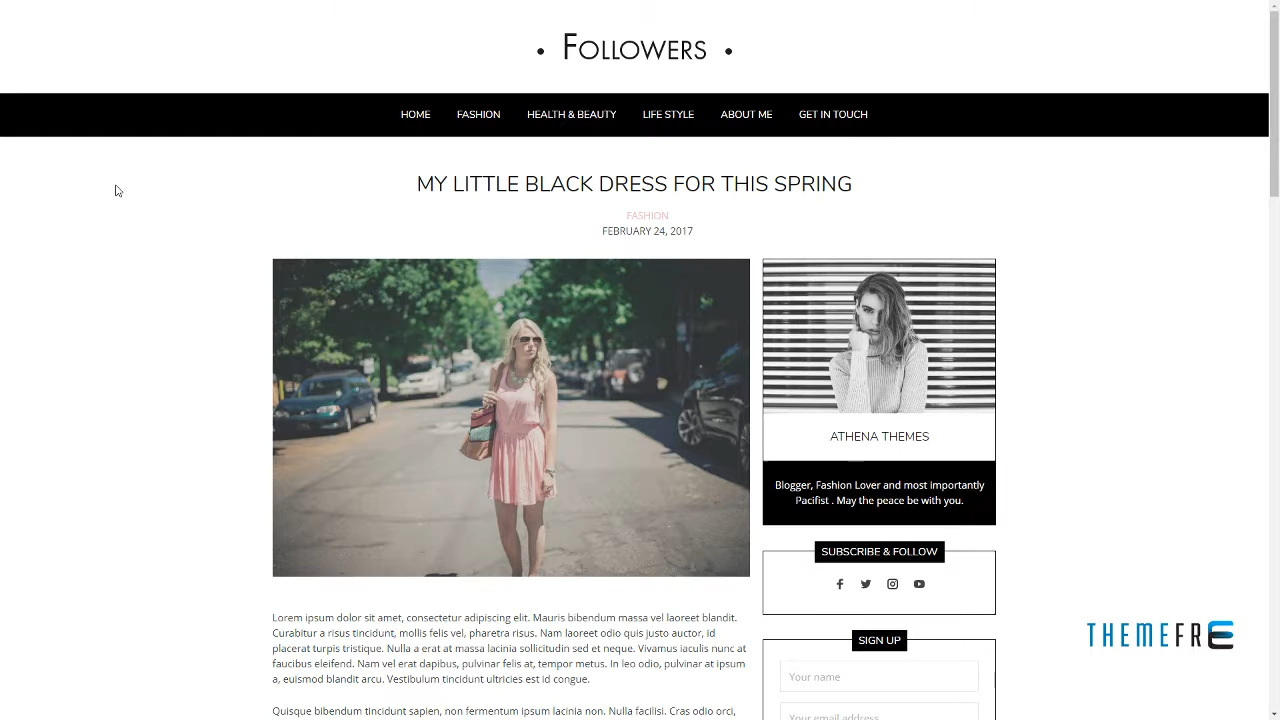 • FOLLOWERS •
HOME FASHION HEALTH & BEAUTY LIFE STYLE ABOUT ME GET IN TOUCH
MY LITTLE BLACK DRESS FOR THIS SPRING
FASHION
FEBRUARY 24, 2017
Lorem ipsum dolor sit amet, consectetur adipiscing elit. Mauris bibendum massa vel laoreet blandit.
Curabitur a risus tincidunt, mollis felis vel, pharetra risus. Nam laoreet odio quis justo auctor, id
placerat turpis tristique. Nulla a erat at massa lacinia sollicitudin sed et neque. Vivamus iaculis nunc at
faucibus eleifend. Nam vel erat dapibus, pulvinar felis at, tempor metus. In leo odio, pulvinar at ipsum
a, euismod blandit arcu. Vestibulum tincidunt ultricies est id congue.
Quisque bibendum tincidunt sapien, non fermentum ipsum lacinia non. Nulla facilisi. Cras odio orci,
ATHENA THEMES
Blogger, Fashion Lover and most importantly
Pacifist . May the peace be with you.
SUBSCRIBE & FOLLOW
SIGN UP
Your name
Your email address
THEMEFRE